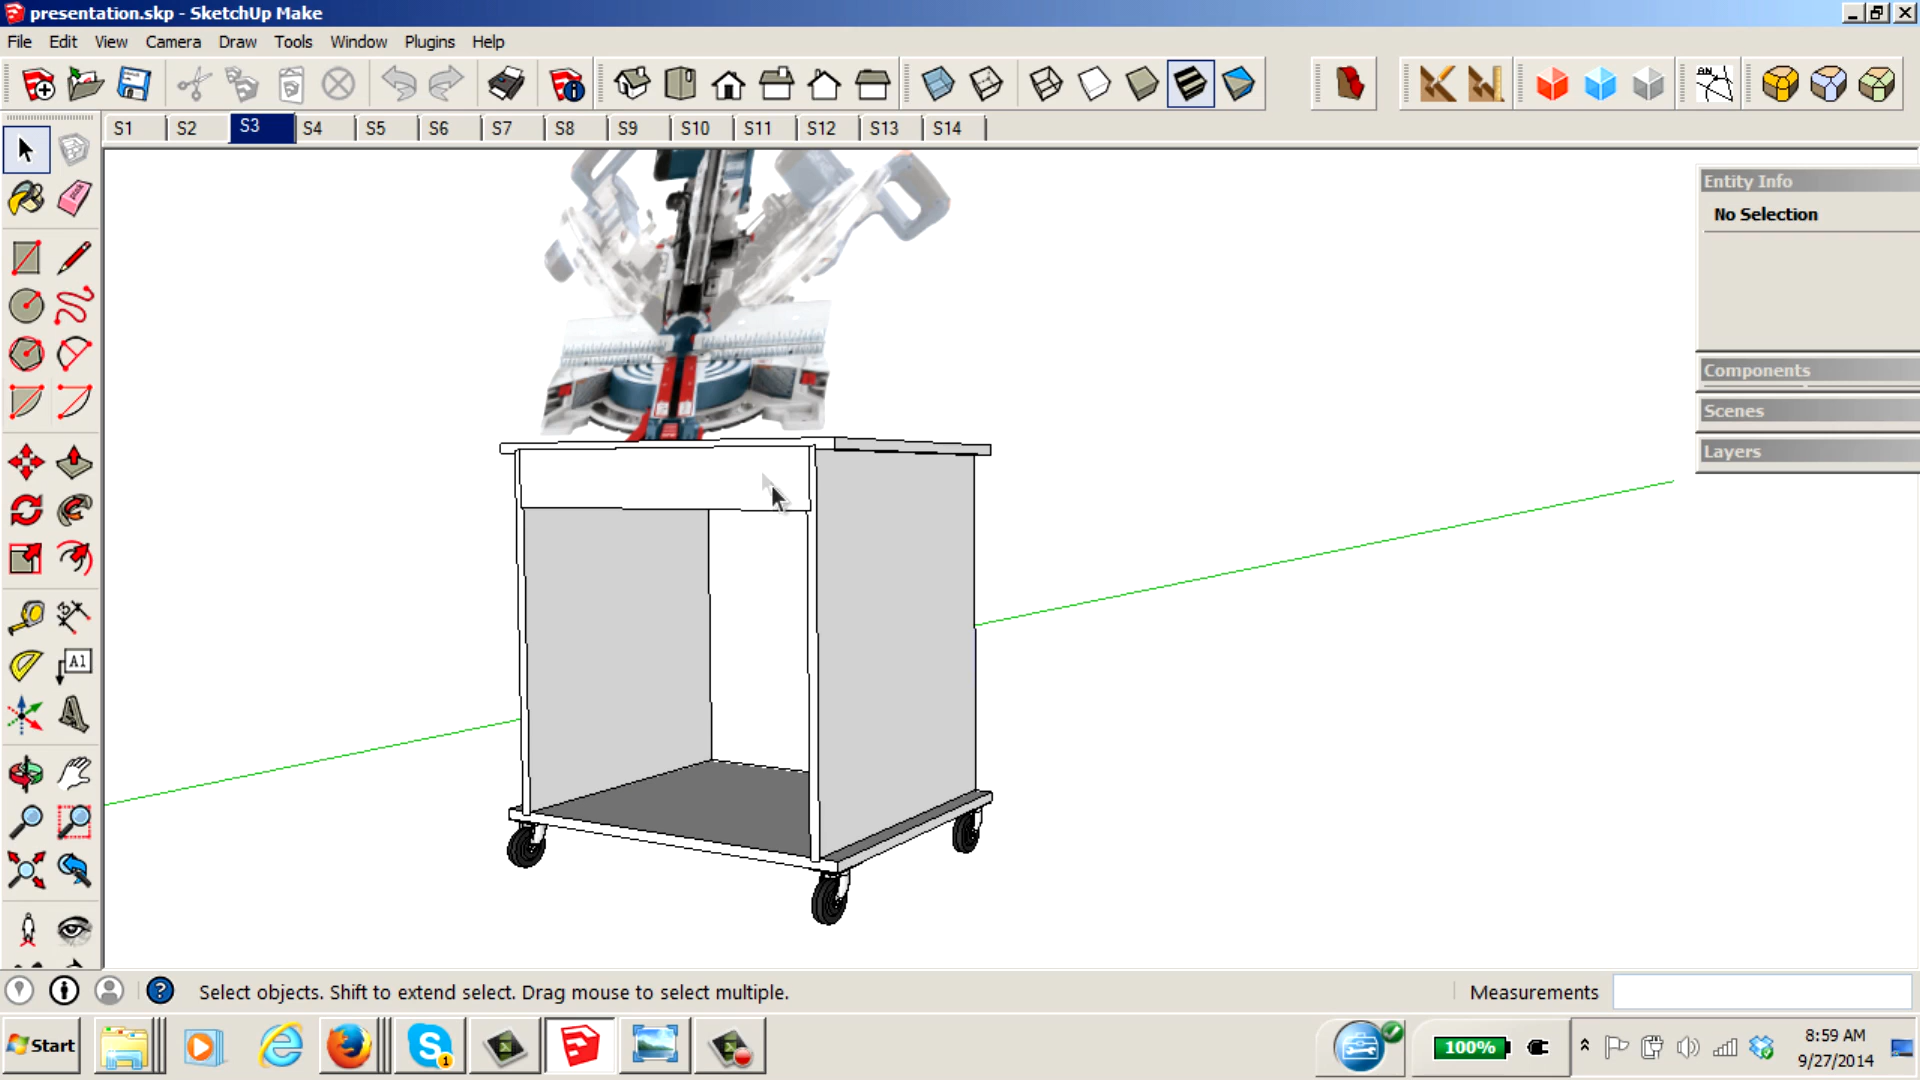 presentation.skp - SketchUp Make
File Edit View Camera Draw Tools Window Plugins Help
S1 S2 S3 S4 S5 S6 S7 S8 S9 S10 S11 S12 S13 S14
Entity Info
No Selection
Components
Scenes
Layers
A1
Select objects. Shift to extend select. Drag mouse to select multiple.
Measurements
Start
1
100%
8:59 AM
9/27/2014